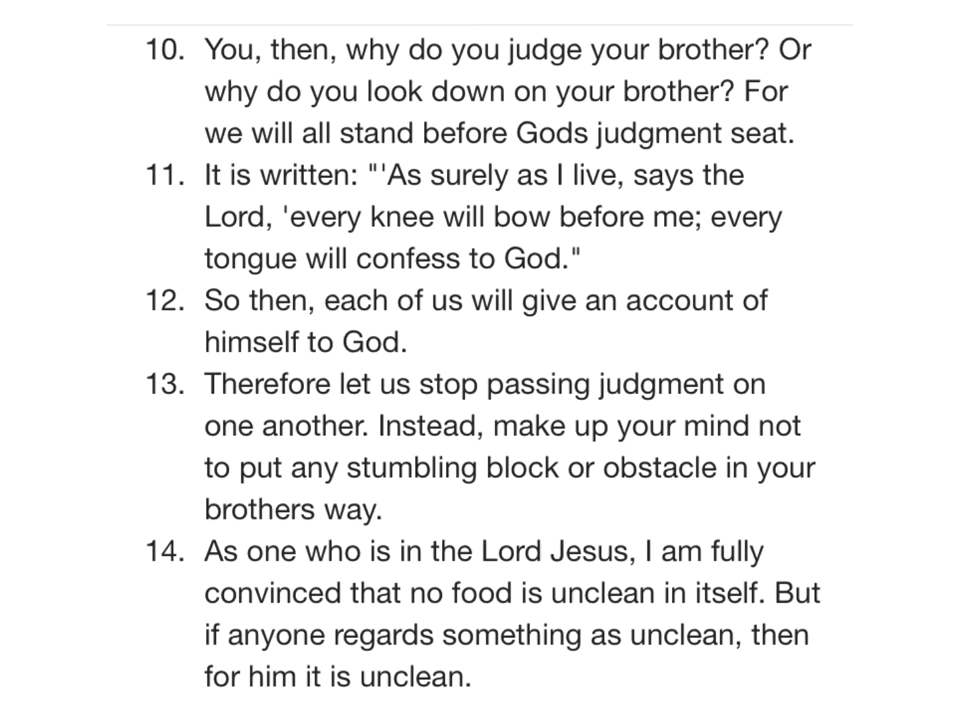 10. You, then, why do you judge your brother? Or
why do you look down on your brother? For
we will all stand before Gods judgment seat.
11. It is written: "'As surely as I live, says the
Lord, 'every knee will bow before me; every
tongue will confess to God."
12. So then, each of us will give an account of
himself to God.
13. Therefore let us stop passing judgment on
one another. Instead, make up your mind not
to put any stumbling block or obstacle in your
brothers way.
14. As one who is in the Lord Jesus, I am fully
convinced that no food is unclean in itself. But
if anyone regards something as unclean, then
for him it is unclean.